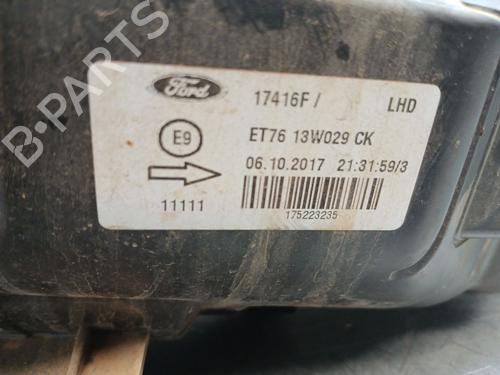 Ford
17416F / LHD
E9
ET76 13W029 CK
06.10.2017 21:31:59/3
11111
175223235
B-PARTS